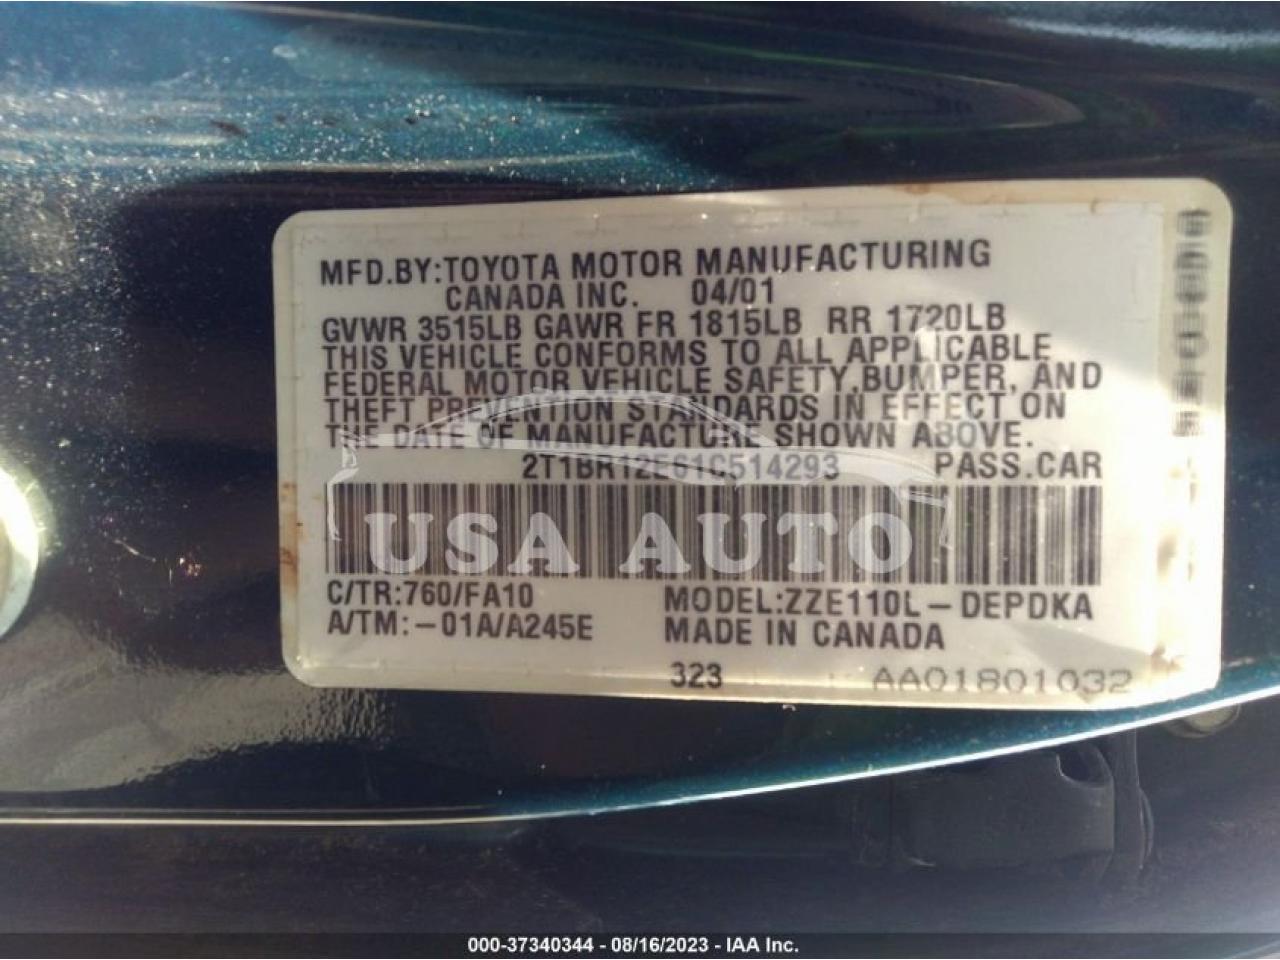 MFD.BY:TOYOTA MOTOR MANUFACTURING
CANADA INC. 04/01
GVWR 3515LB GAWR FR 1815LB RR 1720LB
THIS VEHICLE CONFORMS TO ALL APPLICABLE
FEDERAL MOTOR VEHICLE SAFETY,BUMPER, AND
THEFT PREVENTION STANDARDS IN EFFECT ON
THE DATE OF MANUFACTURE SHOWN ABOVE.
2T1BR12E61C514293 PASS.CAR
USA AUTO
C/TR:760/FA10 MODEL:ZZE110L-DEPDKA
A/TM:-01A/A245E MADE IN CANADA
323 AA01801032
000-37340344 - 08/16/2023 - IAA Inc.